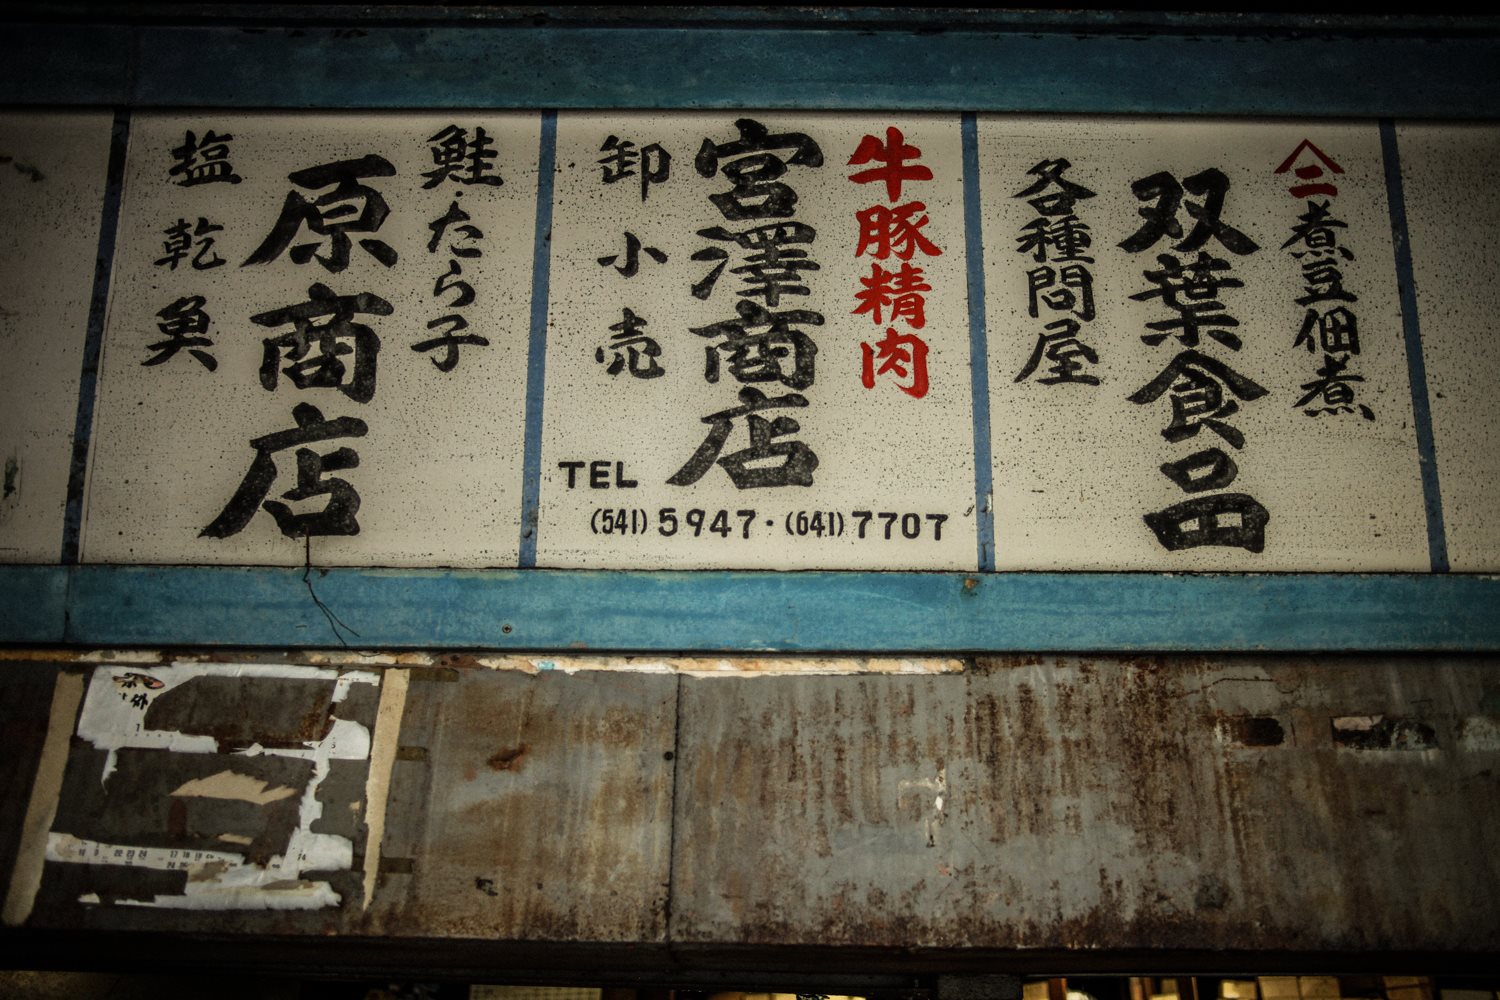 鮭・たら子
原商店
塩乾魚
牛豚精肉
宮澤商店
卸小売
TEL
(541)5947・(641)7707
二
煮豆佃煮
双葉食品
各種問屋